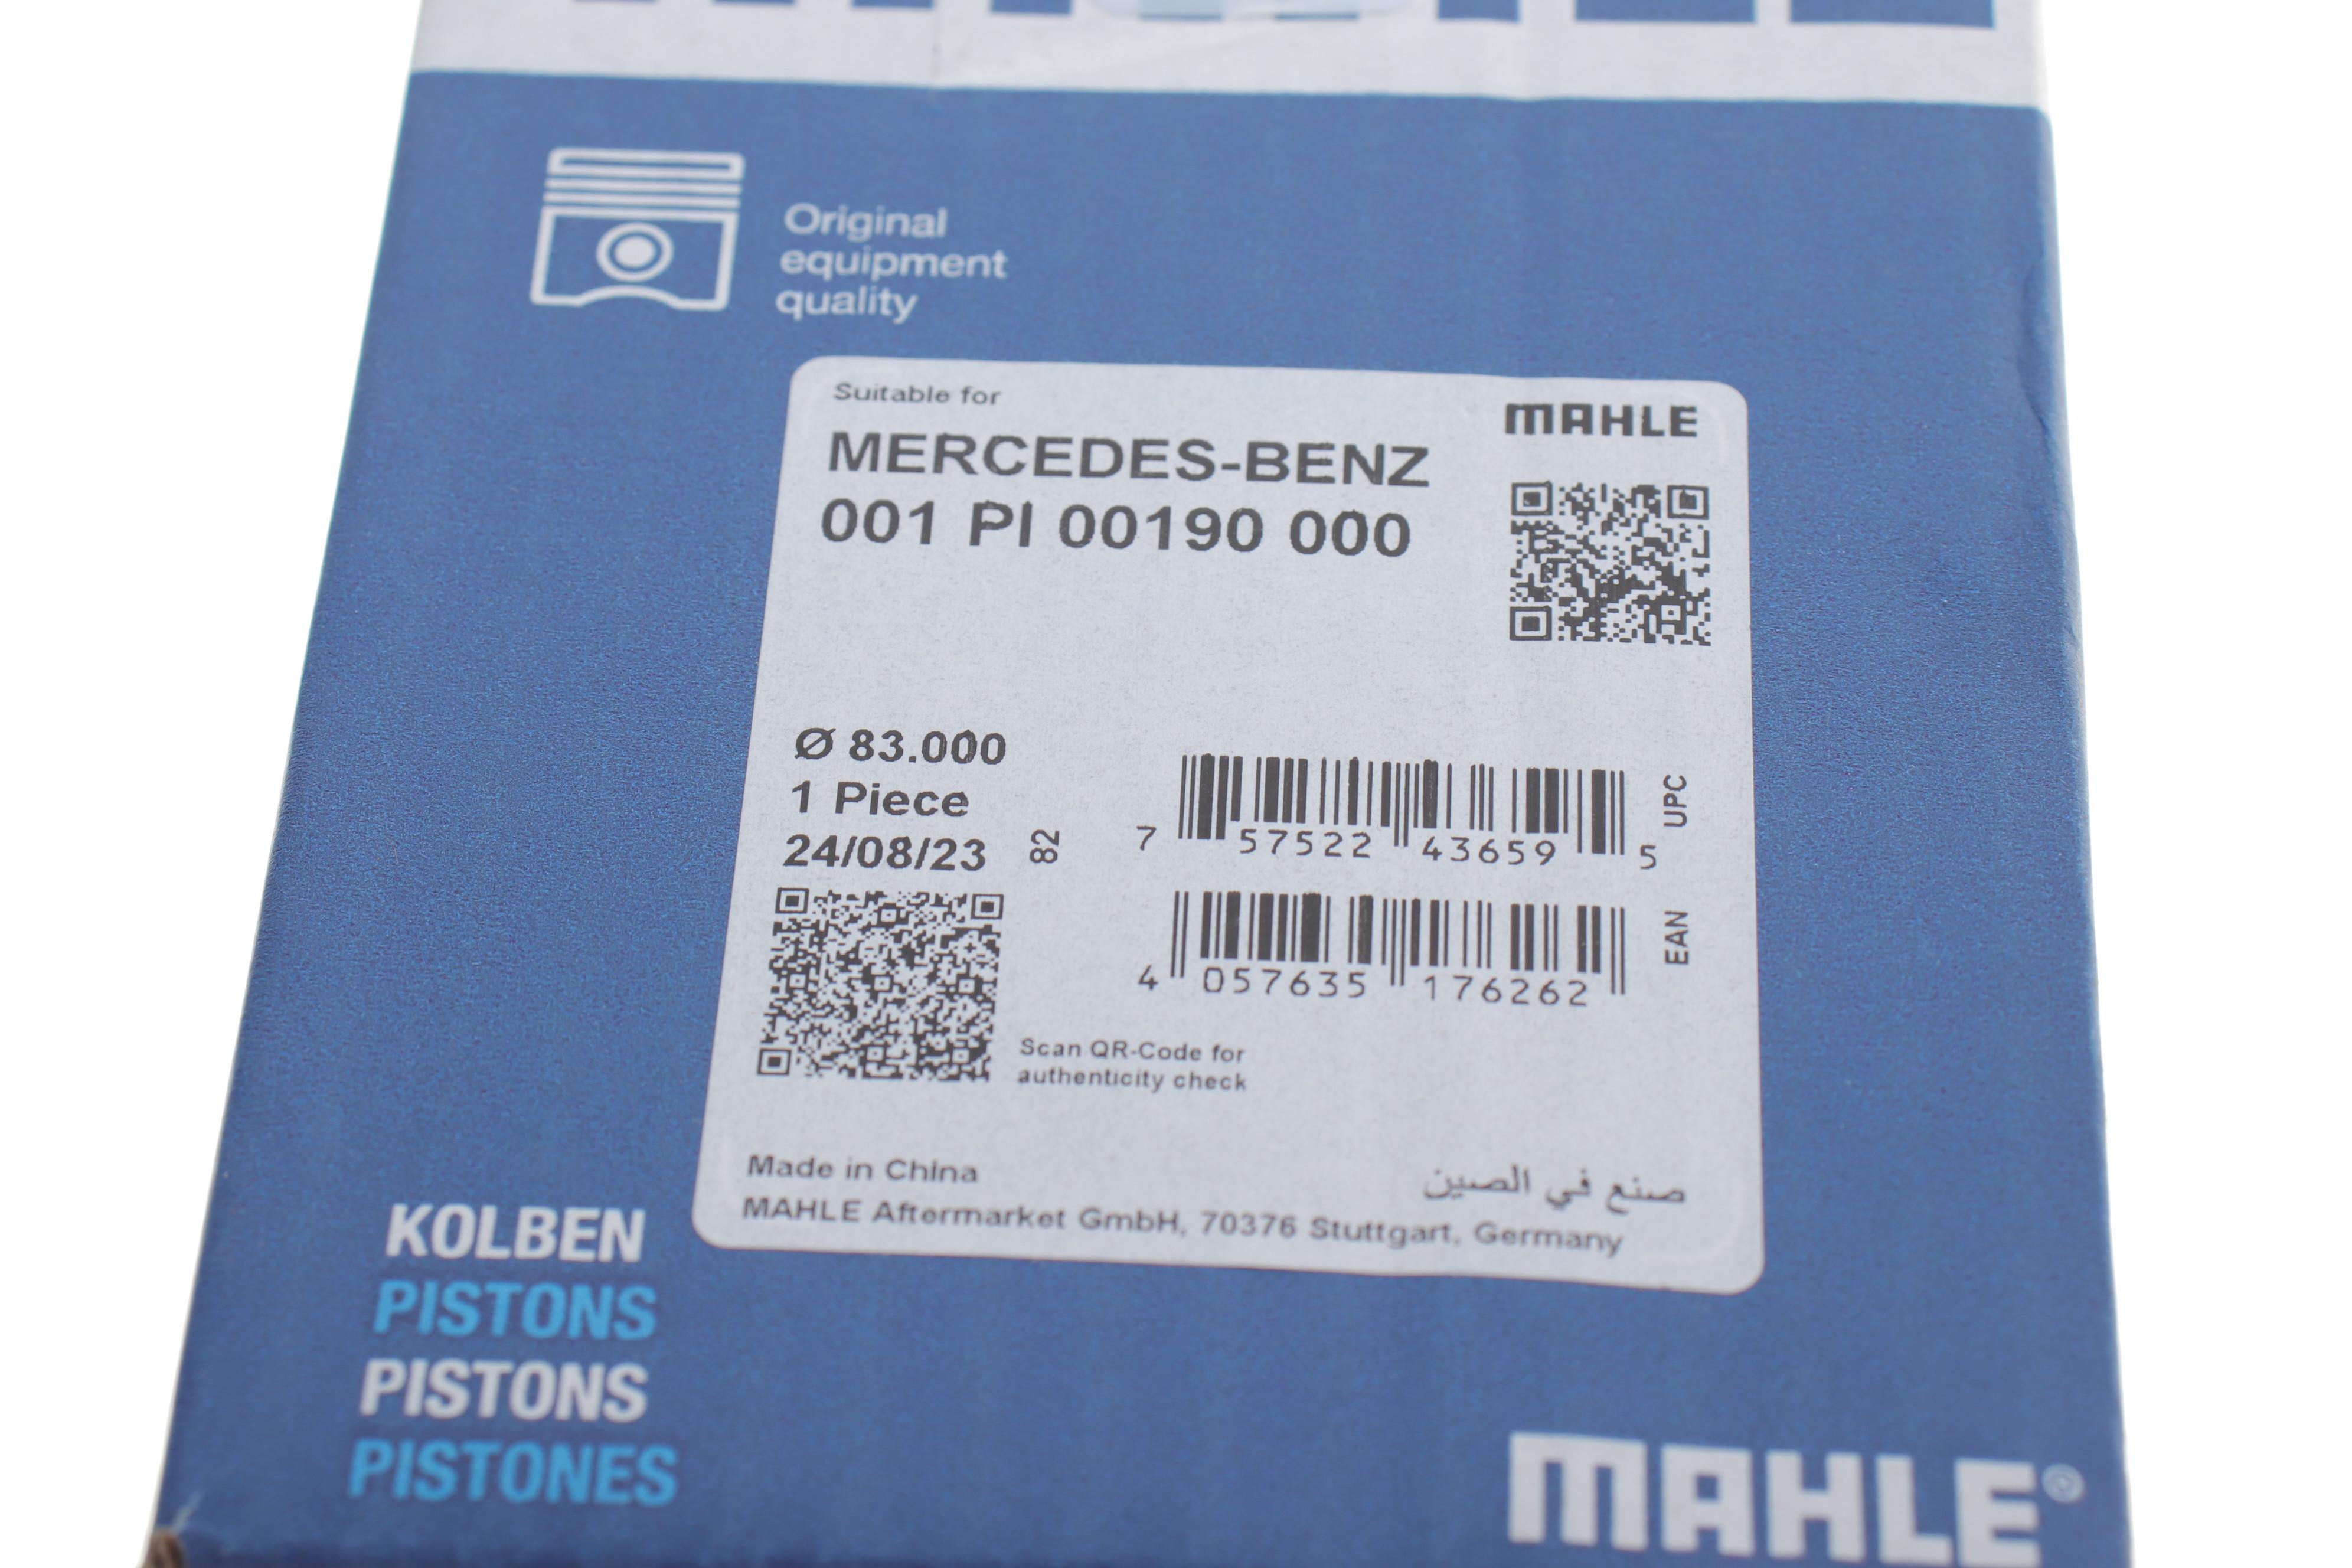 Original
equipment
quality
Suitable for
MAHLE
MERCEDES-BENZ
001 PI 00190 000
Ø 83.000
1 Piece
24/08/23
82
7 57522 43659 5
UPC
4 057635 176262
EAN
Scan QR-Code for
authenticity check
Made in China
صنع في الصين
MAHLE Aftermarket GmbH, 70376 Stuttgart, Germany
KOLBEN
PISTONS
PISTONS
PISTONES
MAHLE®